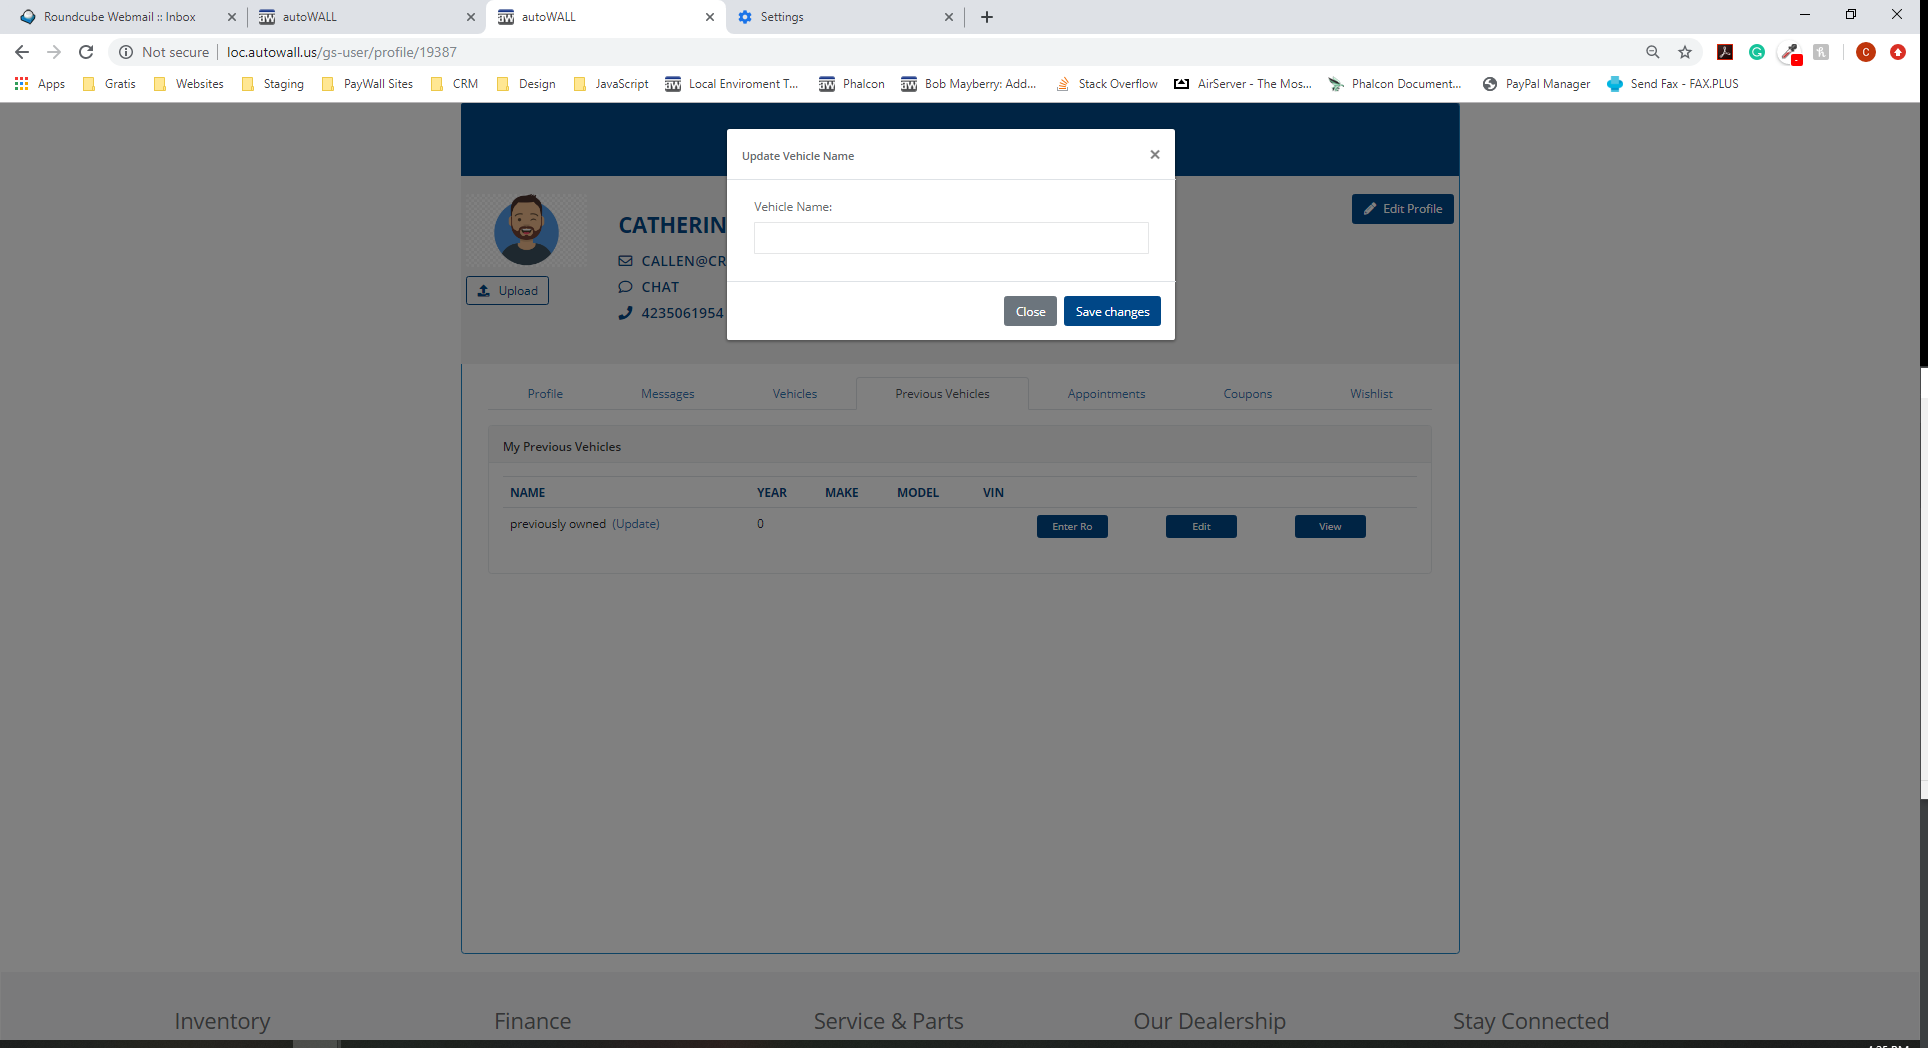 Roundcube Webmail :: Inbox
autoWALL
autoWALL
Settings
Not secure
loc.autowall.us/gs-user/profile/19387
Apps
Gratis
Websites
Staging
PayWall Sites
CRM
Design
JavaScript
Local Enviroment T...
Phalcon
Bob Mayberry: Add...
Stack Overflow
AirServer - The Mos...
Phalcon Document...
PayPal Manager
Send Fax - FAX.PLUS
Update Vehicle Name
Vehicle Name:
Close
Save changes
Edit Profile
CATHERIN
CALLEN@CR
CHAT
4235061954
Upload
Profile
Messages
Vehicles
Previous Vehicles
Appointments
Coupons
Wishlist
My Previous Vehicles
NAME YEAR MAKE MODEL VIN
previously owned (Update) 0 Enter Ro Edit View
Inventory
Finance
Service & Parts
Our Dealership
Stay Connected